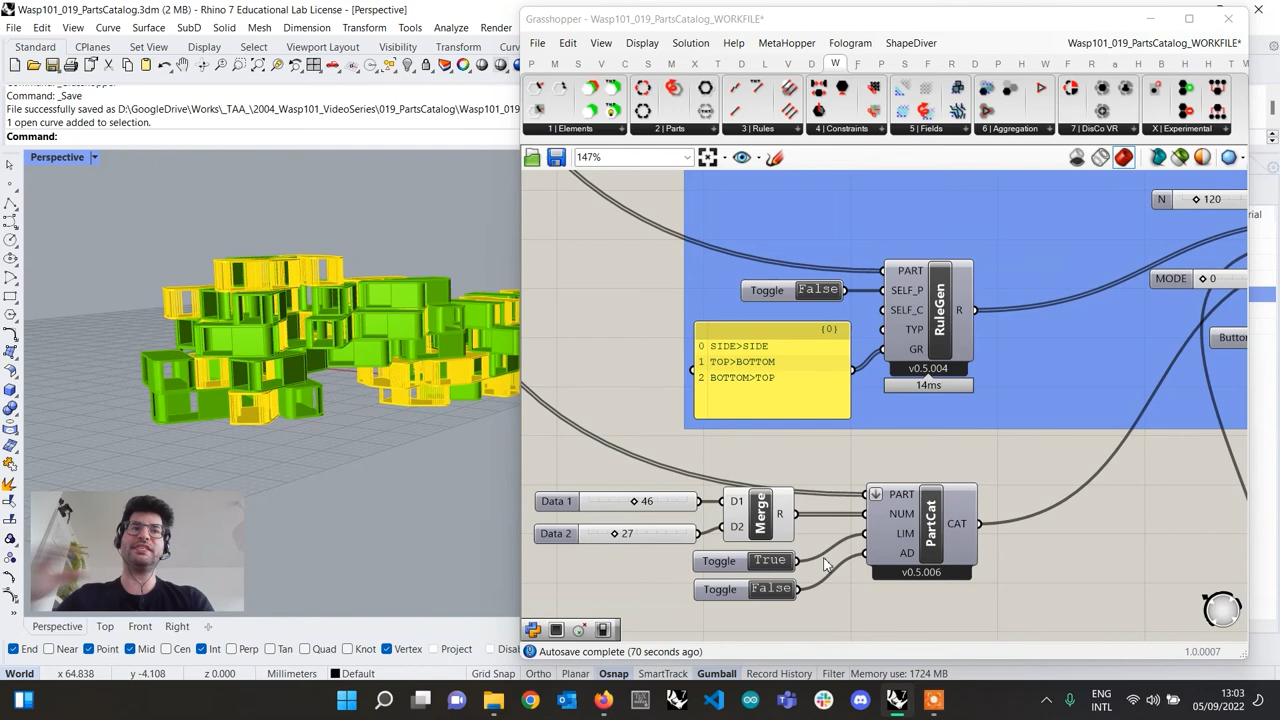 Wasp101_019_PartsCatalog.3dm (2 MB) - Rhino 7 Educational Lab License - [Perspective]
File Edit View Curve Surface SubD Solid Mesh Dimension Transform Tools Analyze Render
Standard CPlanes Set View Display Select Viewport Layout Visibility Transform
Command: _Save
File successfully saved as D:\GoogleDrive\Works\_TAA_\2004_Wasp101_VideoSeries\019_PartsCatalog\Wasp101_019
1 open curve added to selection.
Command:
Perspective
Grasshopper - Wasp101_019_PartsCatalog_WORKFILE*
File Edit View Display Solution Help MetaHopper Fologram ShapeDiver Wasp101_019_PartsCatalog_WORKFILE*
P M S V M X S I D M K L D W F P P R D R a B E
1 | Elements 2 | Parts 3 | Rules 4 | Constraints 5 | Fields 6 | Aggregation 7 | DisCo VR X | Experimental
147%
N 120
PART
Toggle False SELF_P
SELF_C
TYP
GR
RuleGen
R
v0.5.004
14ms
MODE 0
{0}
0 SIDE>SIDE
1 TOP>BOTTOM
2 BOTTOM>TOP
Data 1 46
Data 2 27
D1
D2
Merge
R
Toggle True
Toggle False
PART
NUM
LIM
AD
PartCat
CAT
v0.5.006
Autosave complete (70 seconds ago) 1.0.0007
Perspective Top Front Right
End Near Point Mid Cen Int Perp Tan Quad Knot Vertex Project
World x 64.838 y -4.108 z 0.000 Millimeters Default Grid Snap Ortho Planar Osnap SmartTrack Gumball Record History Filter Memory use: 1724 MB
ENG
INTL
13:03
05/09/2022